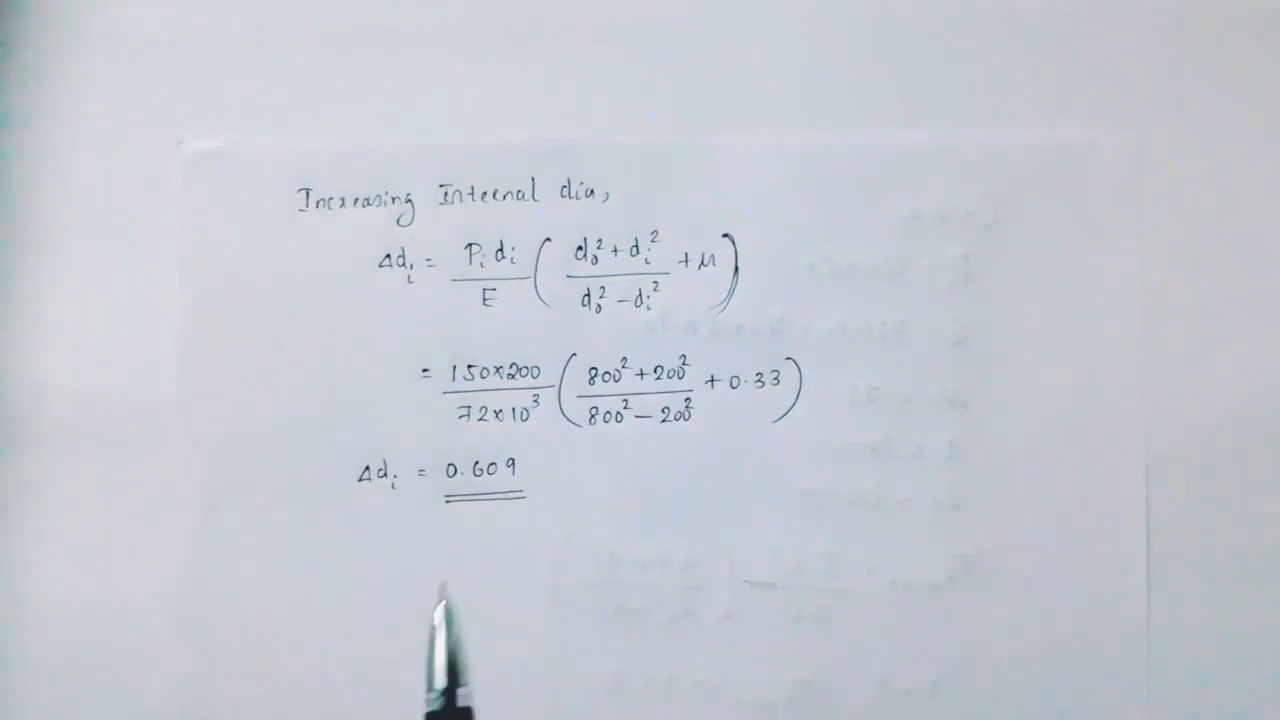 Increasing Internal dia,
Δdᵢ = Pᵢ dᵢ / E ( d₀² + dᵢ² / d₀² − dᵢ² + μ )
= 150×200 / 72×10³ ( 800² + 200² / 800² − 200² + 0.33 )
Δdᵢ = 0.609